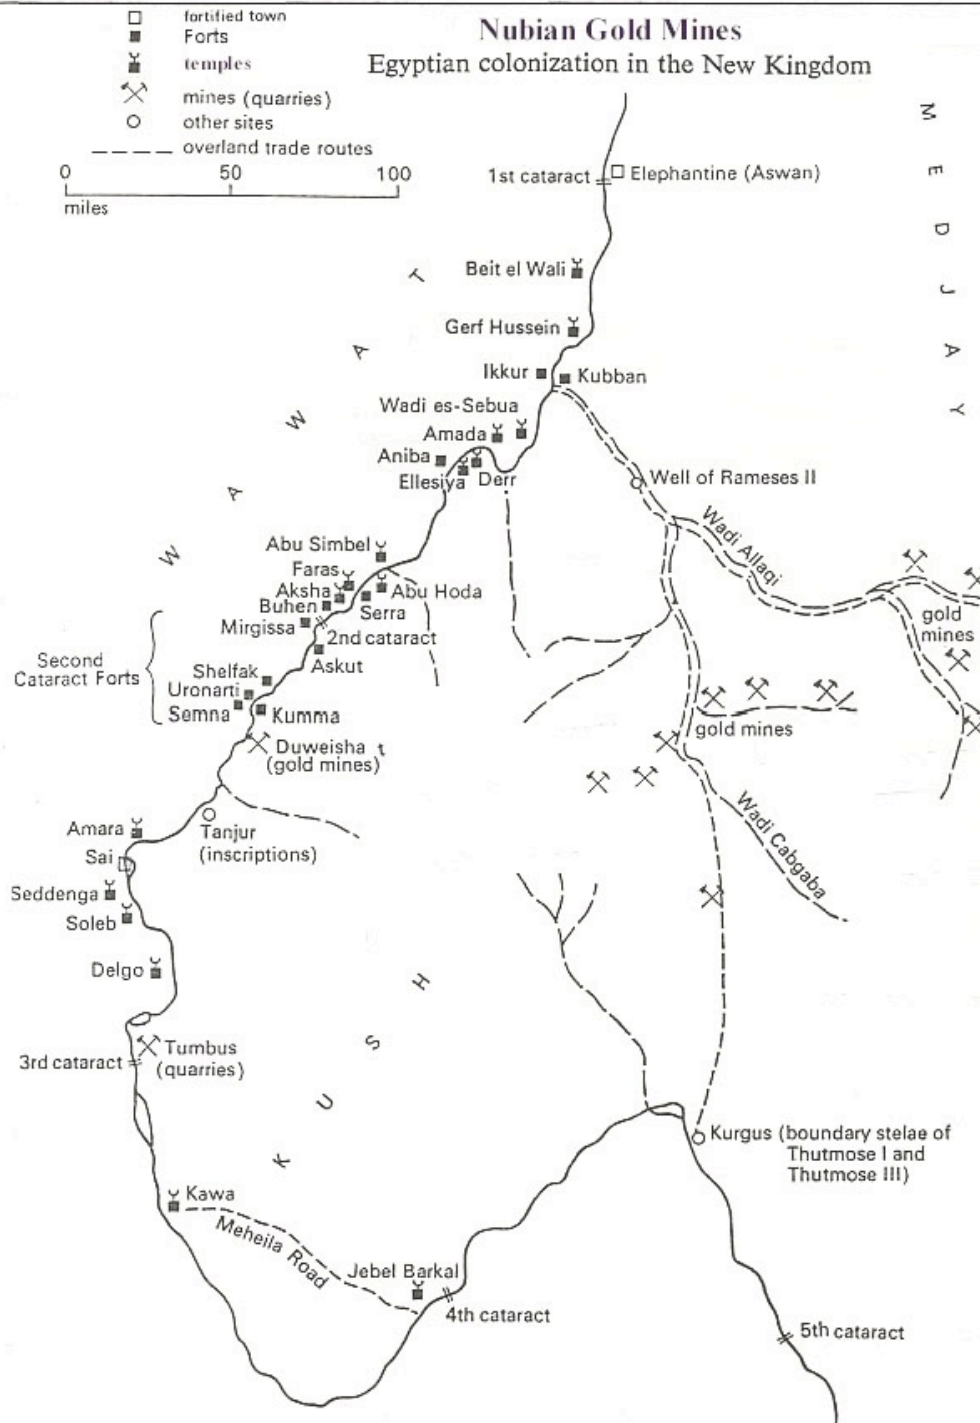 fortified town
Forts
temples
mines (quarries)
other sites
overland trade routes
0 50 100
miles
Nubian Gold Mines
Egyptian colonization in the New Kingdom
MEDJAY
1st cataract
Elephantine (Aswan)
Beit el Wali
Gerf Hussein
Ikkur
Kubban
WAWAT
Wadi es-Sebua
Amada
Aniba
Ellesiya
Derr
Well of Rameses II
Wadi Allaqi
Abu Simbel
Faras
Aksha
Abu Hoda
Buhen
Serra
Mirgissa
2nd cataract
gold
mines
Second
Cataract Forts
Askut
Shelfak
Uronarti
Semna
Kumma
gold mines
Duweisha t
(gold mines)
Wadi Cabgaba
Amara
Tanjur
(inscriptions)
Sai
Seddenga
Soleb
Delgo
KUSH
Tumbus
(quarries)
3rd cataract
Kurgus (boundary stelae of
Thutmose I and
Thutmose III)
Kawa
Meheila Road
Jebel Barkal
4th cataract
5th cataract